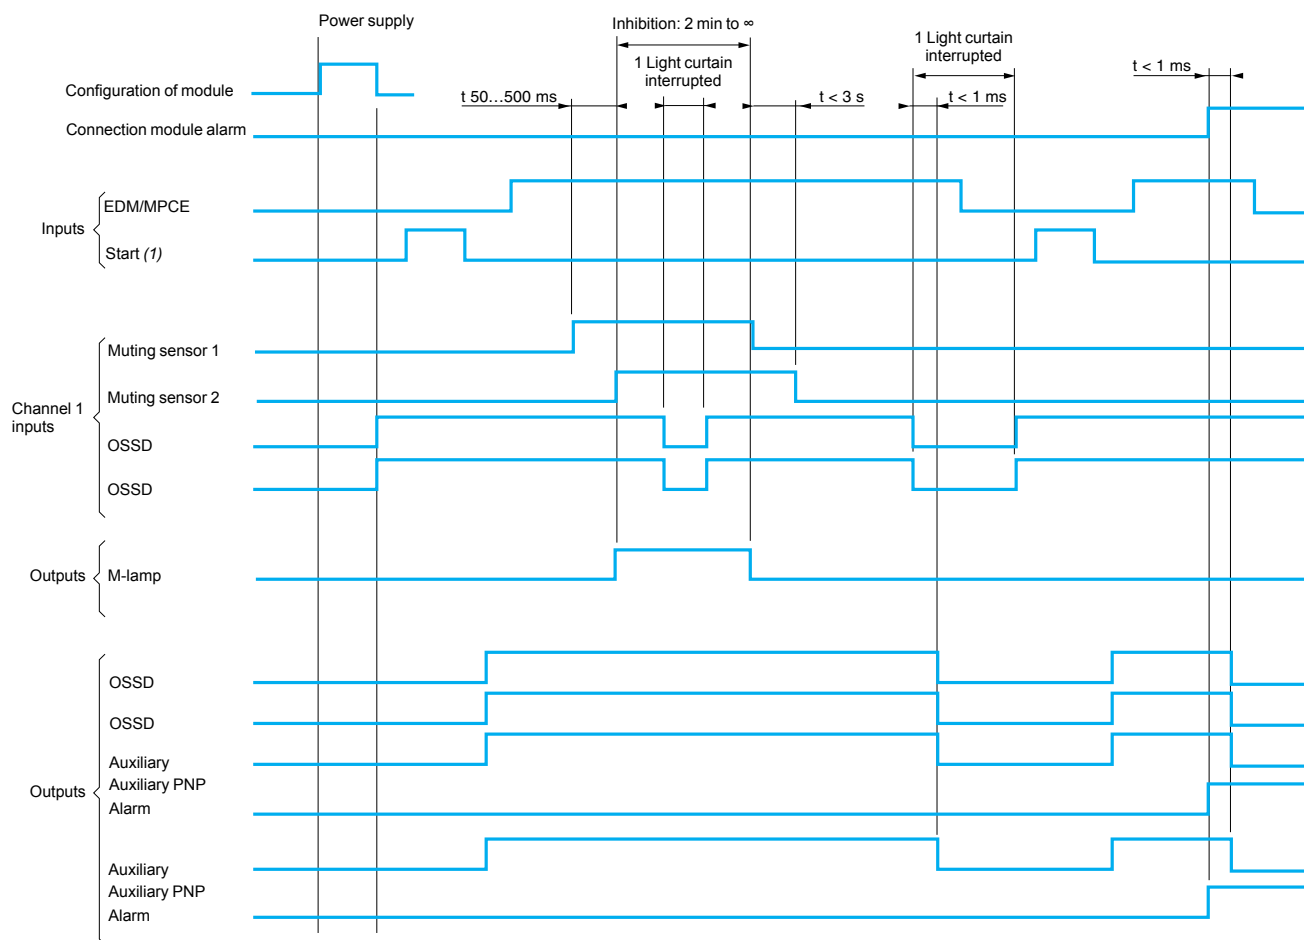 Power supply
Inhibition: 2 min to ∞
1 Light curtain
interrupted
1 Light curtain
interrupted
t < 1 ms
Configuration of module
t 50…500 ms
t < 3 s
t < 1 ms
Connection module alarm
EDM/MPCE
Inputs
Start (1)
Muting sensor 1
Muting sensor 2
Channel 1
inputs
OSSD
OSSD
Outputs
M-lamp
OSSD
OSSD
Auxiliary
Auxiliary PNP
Outputs
Alarm
Auxiliary
Auxiliary PNP
Alarm